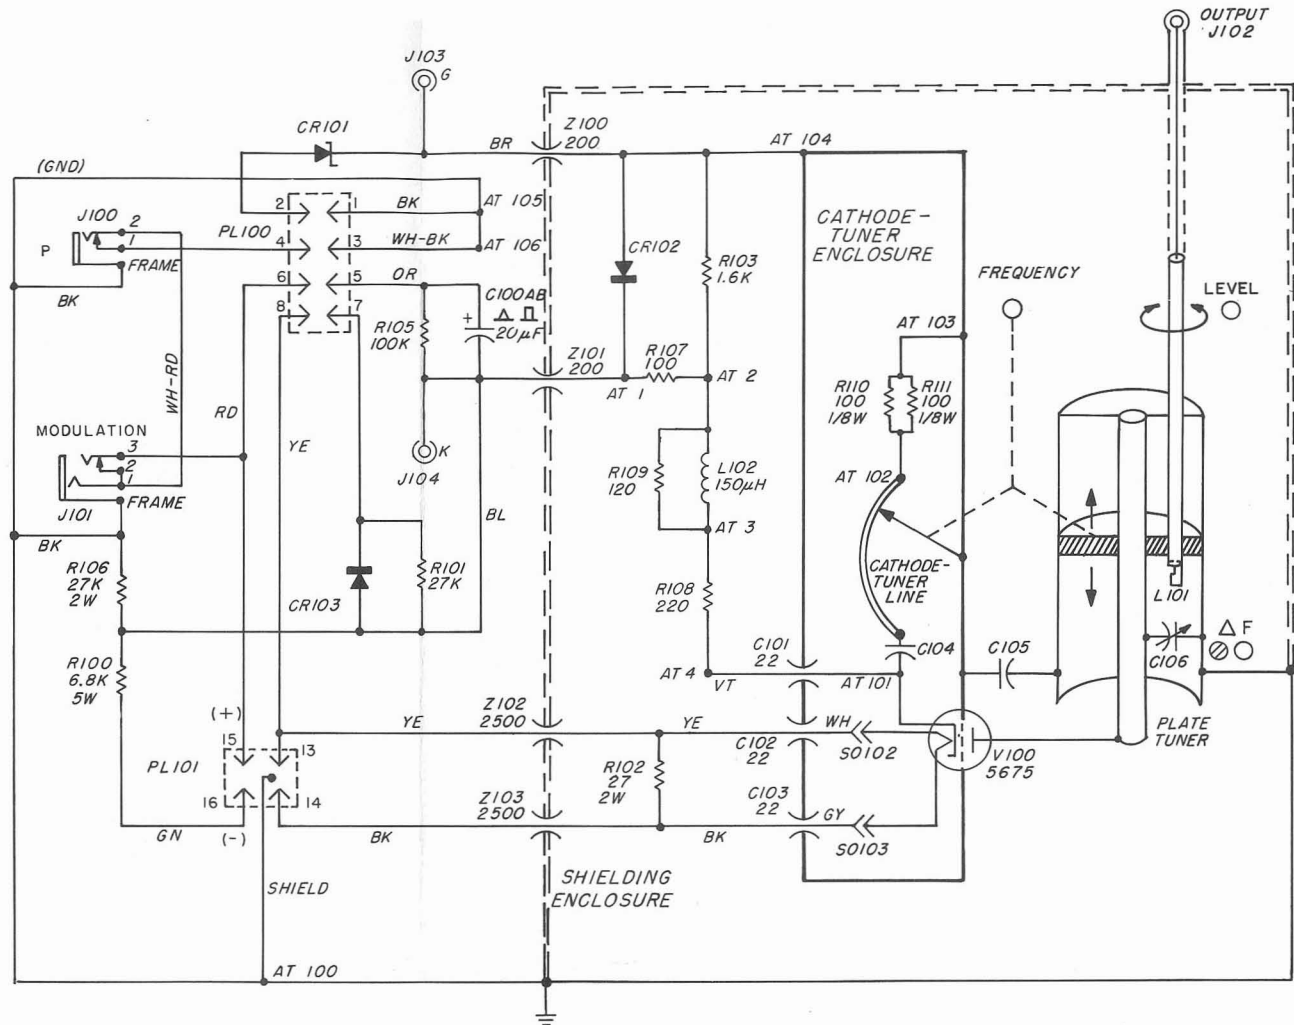 OUTPUT
J102
J103
G
CR101
BR
Z100
200
AT 104
(GND)
2
1
BK
AT 105
J100
2
1
P
FRAME
BK
PL100
4
3
WH-BK
AT 106
6
5
OR
8
7
C100AB
+
20µF
R105
100K
CR102
R103
1.6K
CATHODE-
TUNER
ENCLOSURE
FREQUENCY
LEVEL
AT 103
Z101
200
R107
100
AT 1
AT 2
R110
100
1/8W
R111
100
1/8W
WH-RD
RD
YE
MODULATION
3
2
1
FRAME
J101
BK
K
J104
BL
R109
120
L102
150µH
AT 102
AT 3
CATHODE-
TUNER
LINE
L101
R106
27K
2W
CR103
R101
27K
R108
220
C101
22
C104
C105
C106
Δ F
R100
6.8K
5W
AT 4
VT
AT101
PLATE
TUNER
(+)
15
13
PL101
16
14
(-)
GN
YE
Z102
2500
YE
C102
22
WH
SO102
V100
5675
R102
27
2W
Z103
2500
C103
22
GY
SO103
BK
BK
SHIELD
SHIELDING
ENCLOSURE
AT 100